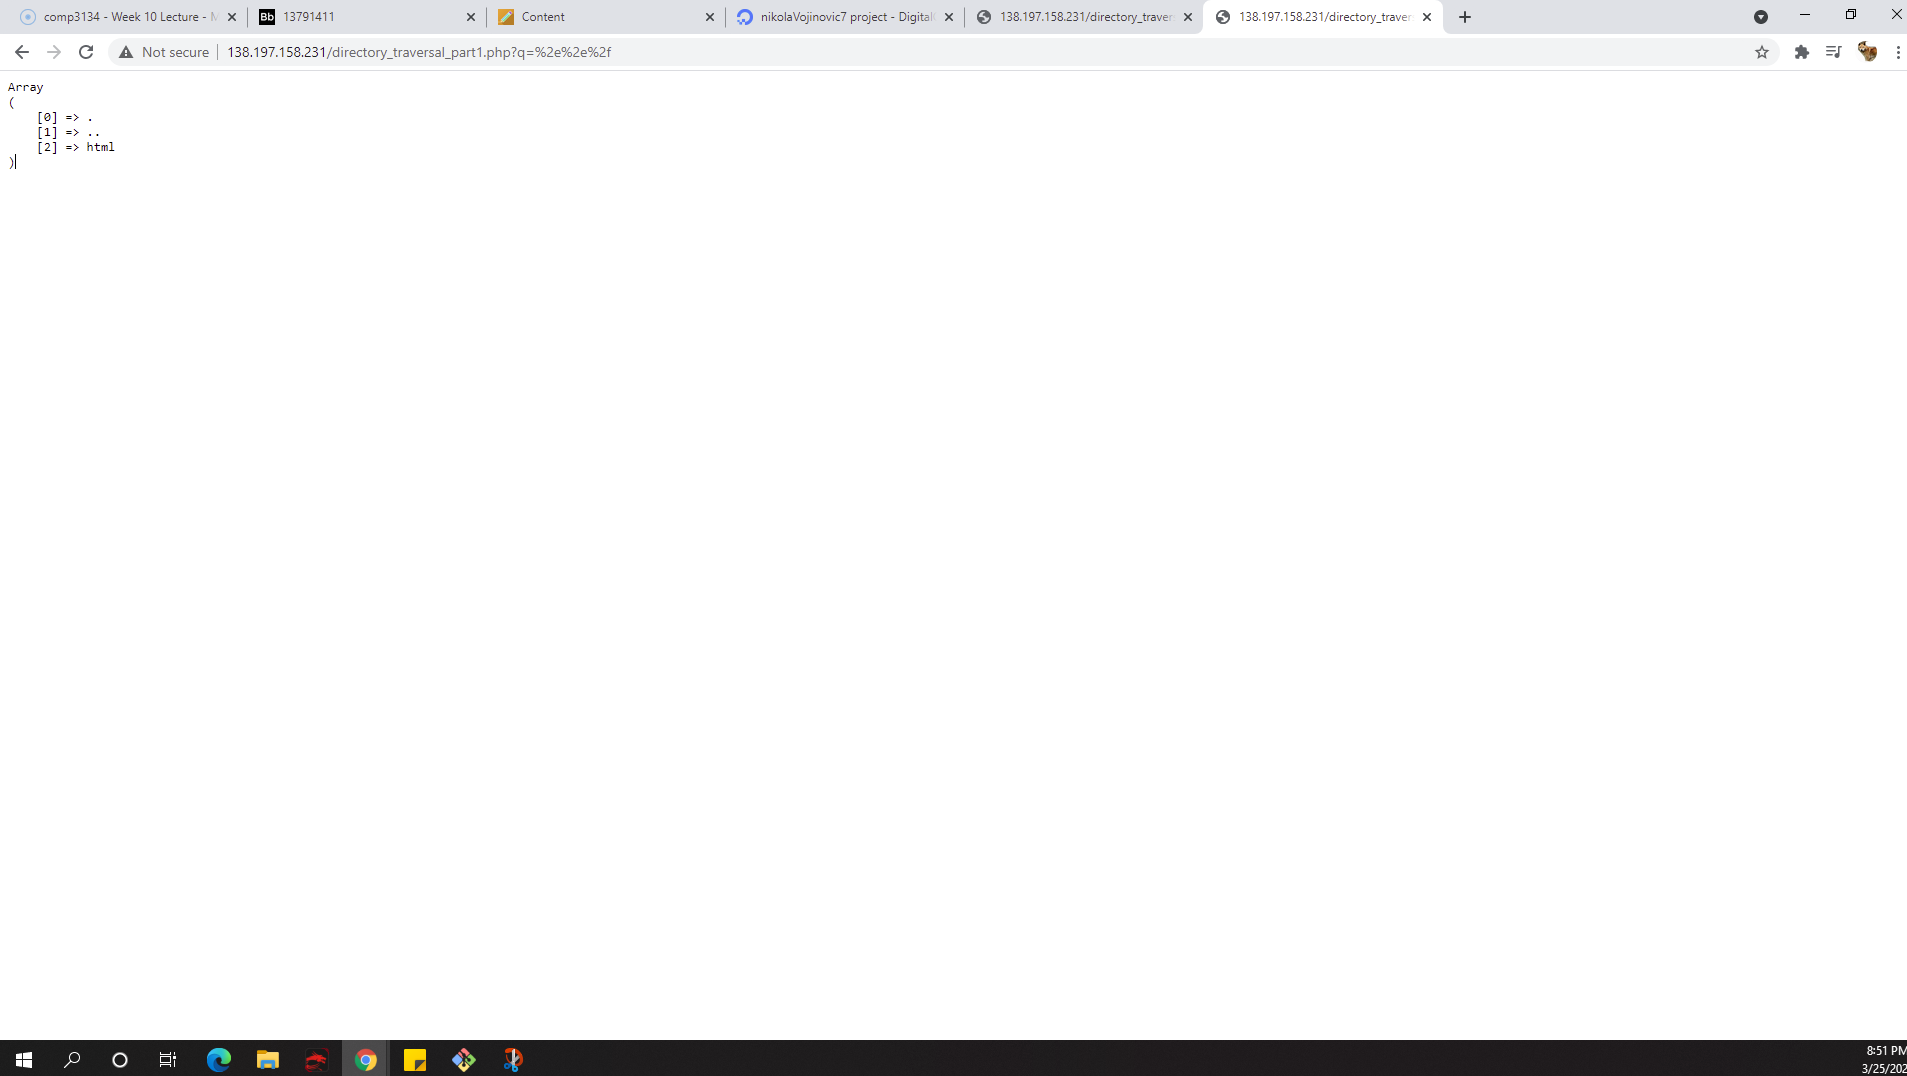 comp3134 - Week 10 Lecture - M
Bb 13791411
Content
nikolaVojinovic7 project - Digital
138.197.158.231/directory_traver
138.197.158.231/directory_traver
Not secure 138.197.158.231/directory_traversal_part1.php?q=%2e%2e%2f
Array
(
[0] => .
[1] => ..
[2] => html
)
8:51 PM
3/25/202